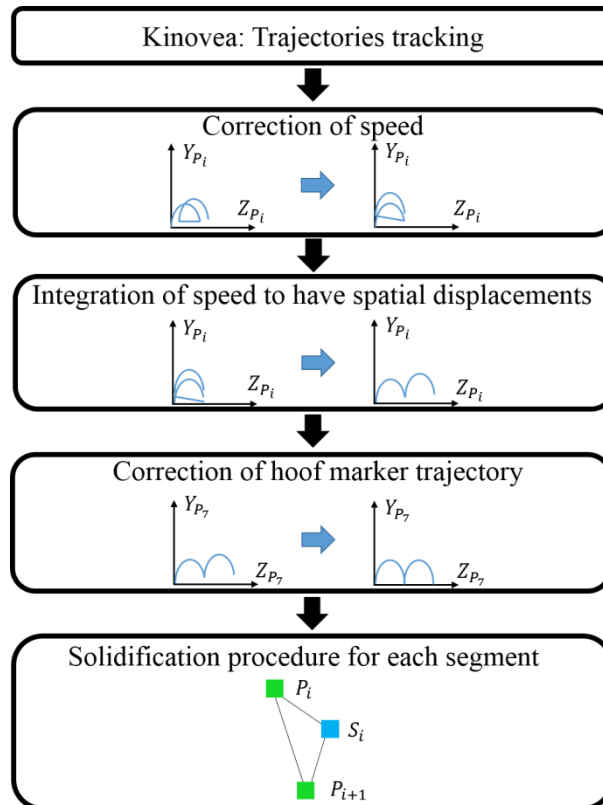 Kinovea: Trajectories tracking
Correction of speed
Y_{P_i} Y_{P_i}
Z_{P_i} Z_{P_i}
Integration of speed to have spatial displacements
Y_{P_i} Y_{P_i}
Z_{P_i} Z_{P_i}
Correction of hoof marker trajectory
Y_{P_7} Y_{P_7}
Z_{P_7} Z_{P_7}
Solidification procedure for each segment
P_i
S_i
P_{i+1}